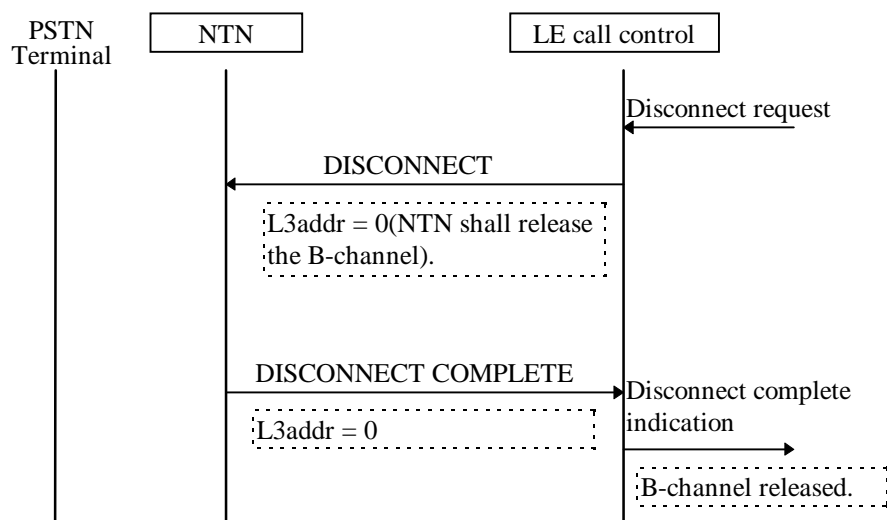 PSTN
Terminal
NTN
LE call control
Disconnect request
DISCONNECT
L3addr = 0(NTN shall release
the B-channel).
DISCONNECT COMPLETE
L3addr = 0
Disconnect complete
indication
B-channel released.